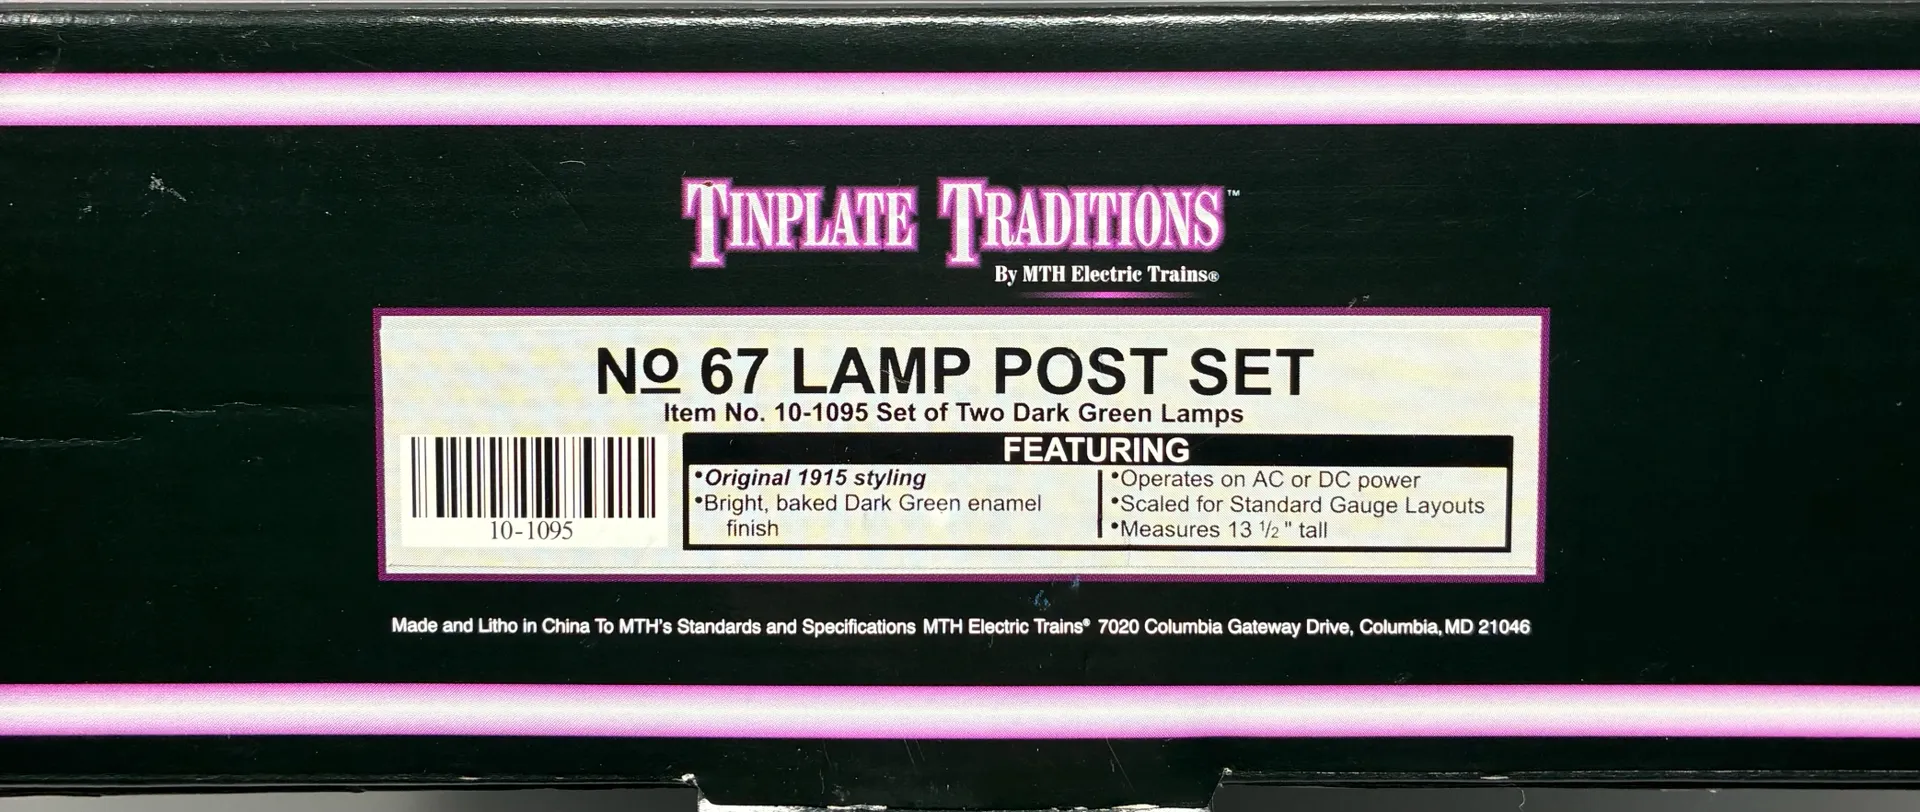 TINPLATE TRADITIONS™
By MTH Electric Trains®
No 67 LAMP POST SET
Item No. 10-1095 Set of Two Dark Green Lamps
FEATURING
•Original 1915 styling
•Bright, baked Dark Green enamel
finish
•Operates on AC or DC power
•Scaled for Standard Gauge Layouts
•Measures 13 1/2 " tall
10-1095
Made and Litho in China To MTH's Standards and Specifications MTH Electric Trains® 7020 Columbia Gateway Drive, Columbia, MD 21046